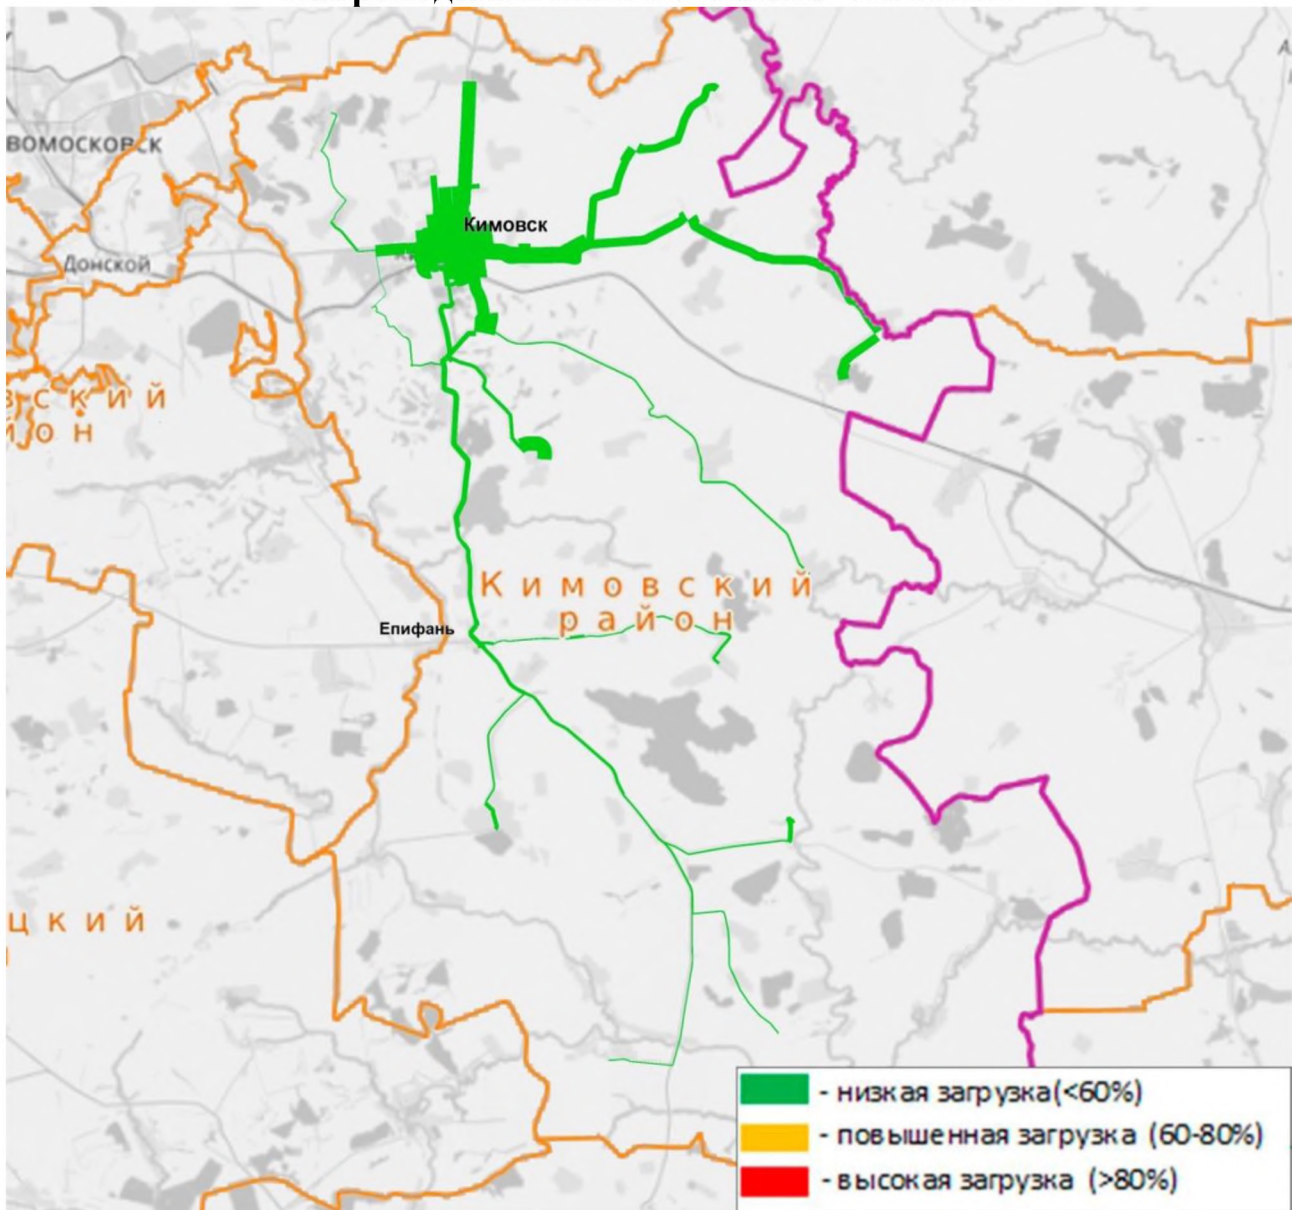 ВОМОСКОВСК
Кимовск
Донской
вский
йон
Кимовский
район
Епифань
цкий
- низкая загрузка(<60%)
- повышенная загрузка (60-80%)
- высокая загрузка (>80%)